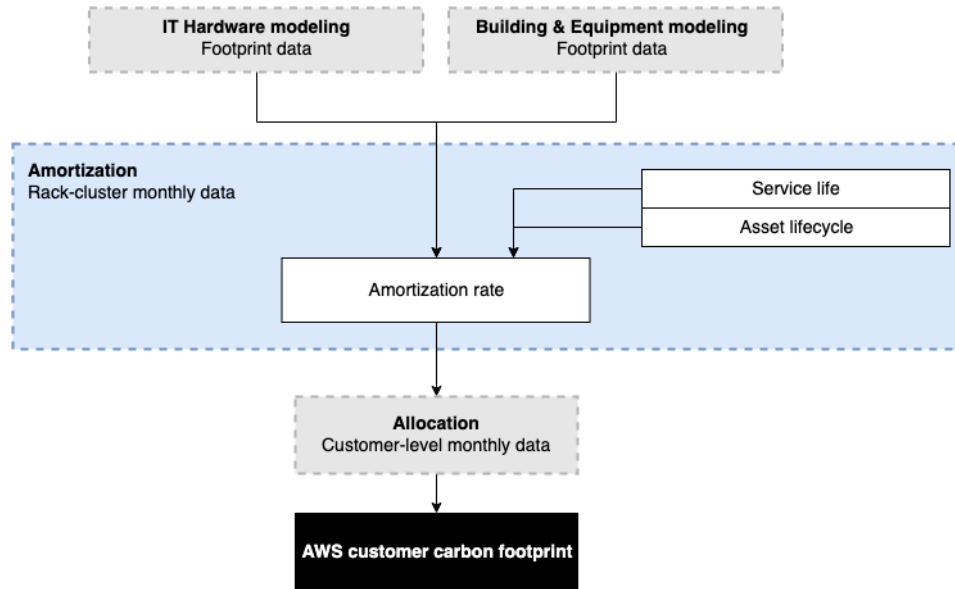 IT Hardware modeling
Footprint data
Building & Equipment modeling
Footprint data
Amortization
Rack-cluster monthly data
Service life
Asset lifecycle
Amortization rate
Allocation
Customer-level monthly data
AWS customer carbon footprint